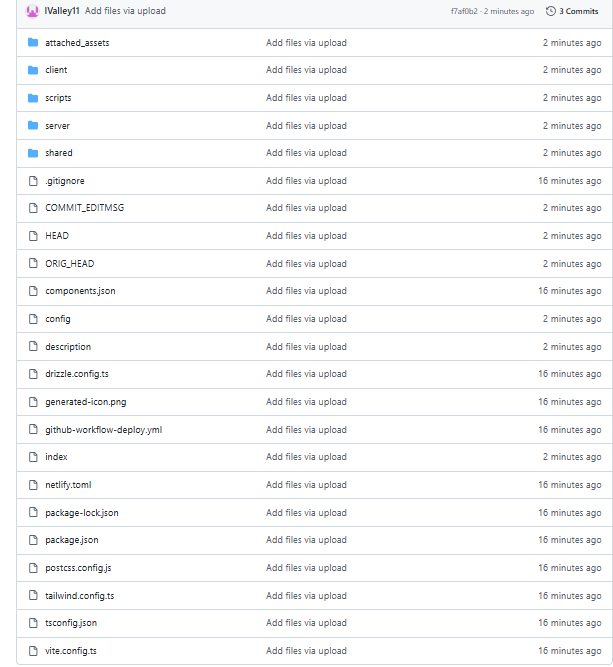 lValley11 Add files via upload f7af0b2 · 2 minutes ago 3 Commits
attached_assets Add files via upload 2 minutes ago
client Add files via upload 2 minutes ago
scripts Add files via upload 2 minutes ago
server Add files via upload 2 minutes ago
shared Add files via upload 2 minutes ago
.gitignore Add files via upload 16 minutes ago
COMMIT_EDITMSG Add files via upload 2 minutes ago
HEAD Add files via upload 2 minutes ago
ORIG_HEAD Add files via upload 2 minutes ago
components.json Add files via upload 16 minutes ago
config Add files via upload 2 minutes ago
description Add files via upload 2 minutes ago
drizzle.config.ts Add files via upload 16 minutes ago
generated-icon.png Add files via upload 16 minutes ago
github-workflow-deploy.yml Add files via upload 16 minutes ago
index Add files via upload 2 minutes ago
netlify.toml Add files via upload 16 minutes ago
package-lock.json Add files via upload 16 minutes ago
package.json Add files via upload 16 minutes ago
postcss.config.js Add files via upload 16 minutes ago
tailwind.config.ts Add files via upload 16 minutes ago
tsconfig.json Add files via upload 16 minutes ago
vite.config.ts Add files via upload 16 minutes ago